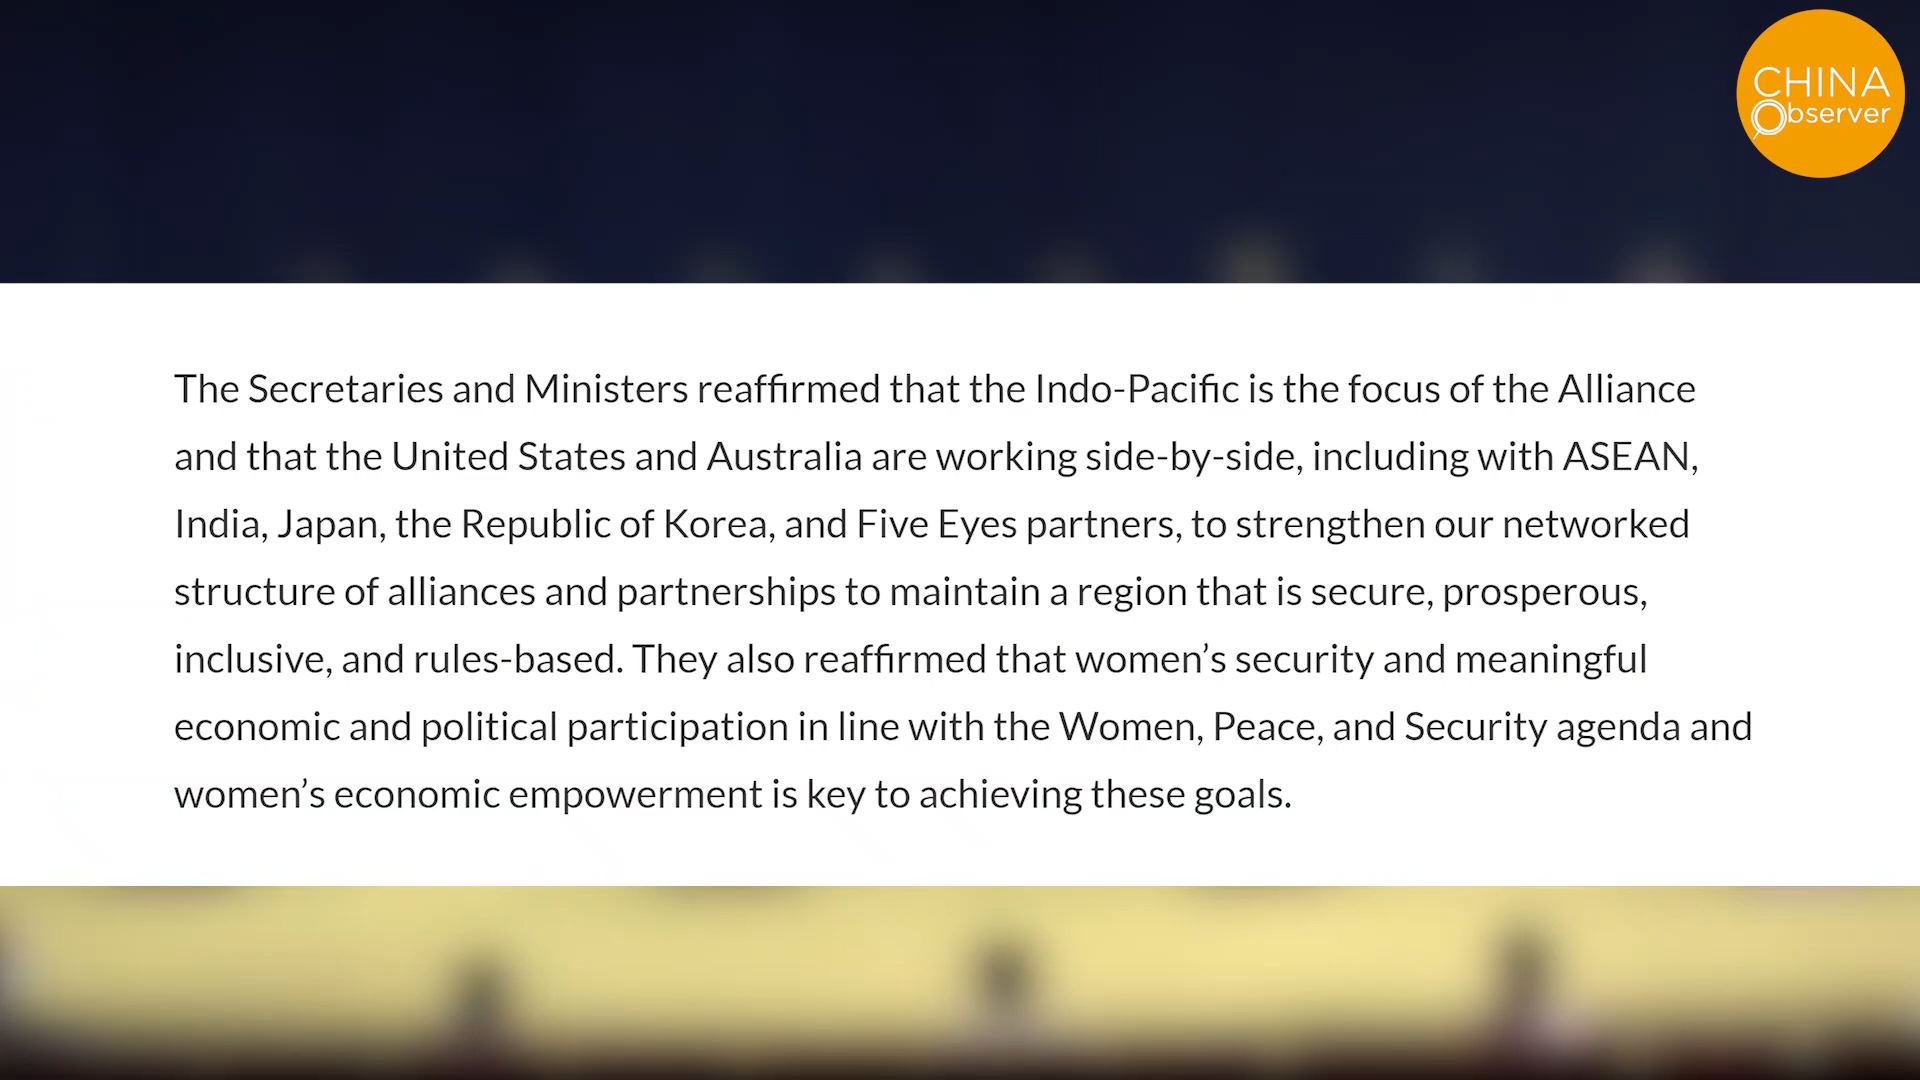 CHINA
Observer
The Secretaries and Ministers reaffirmed that the Indo-Pacific is the focus of the Alliance
and that the United States and Australia are working side-by-side, including with ASEAN,
India, Japan, the Republic of Korea, and Five Eyes partners, to strengthen our networked
structure of alliances and partnerships to maintain a region that is secure, prosperous,
inclusive, and rules-based. They also reaffirmed that women’s security and meaningful
economic and political participation in line with the Women, Peace, and Security agenda and
women’s economic empowerment is key to achieving these goals.